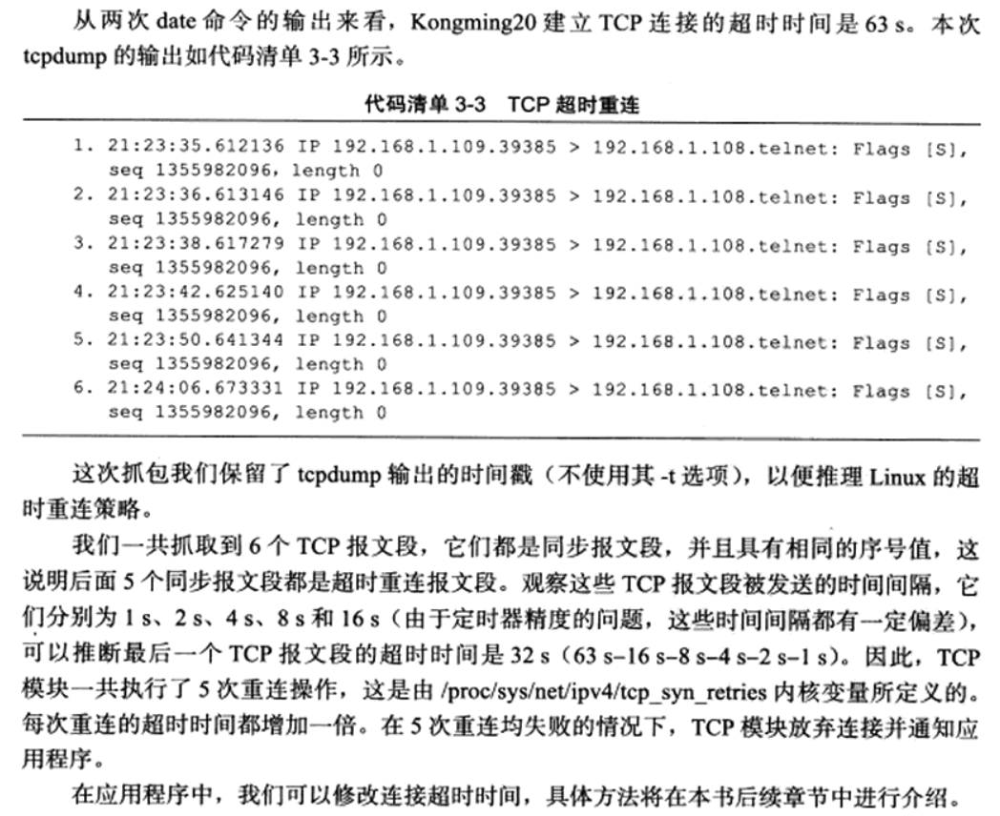 从两次 date 命令的输出来看，Kongming20 建立 TCP 连接的超时时间是 63 s。本次
tcpdump 的输出如代码清单 3-3 所示。
代码清单 3-3 TCP 超时重连
1. 21:23:35.612136 IP 192.168.1.109.39385 > 192.168.1.108.telnet: Flags [S],
seq 1355982096, length 0
2. 21:23:36.613146 IP 192.168.1.109.39385 > 192.168.1.108.telnet: Flags [S],
seq 1355982096, length 0
3. 21:23:38.617279 IP 192.168.1.109.39385 > 192.168.1.108.telnet: Flags [S],
seq 1355982096, length 0
4. 21:23:42.625140 IP 192.168.1.109.39385 > 192.168.1.108.telnet: Flags [S],
seq 1355982096, length 0
5. 21:23:50.641344 IP 192.168.1.109.39385 > 192.168.1.108.telnet: Flags [S],
seq 1355982096, length 0
6. 21:24:06.673331 IP 192.168.1.109.39385 > 192.168.1.108.telnet: Flags [S],
seq 1355982096, length 0
这次抓包我们保留了 tcpdump 输出的时间戳（不使用其 -t 选项），以便推理 Linux 的超
时重连策略。
我们一共抓取到 6 个 TCP 报文段，它们都是同步报文段，并且具有相同的序号值，这
说明后面 5 个同步报文段都是超时重连报文段。观察这些 TCP 报文段被发送的时间间隔，它
们分别为 1 s、2 s、4 s、8 s 和 16 s（由于定时器精度的问题，这些时间间隔都有一定偏差），
可以推断最后一个 TCP 报文段的超时时间是 32 s（63 s–16 s–8 s–4 s–2 s–1 s）。因此，TCP
模块一共执行了 5 次重连操作，这是由 /proc/sys/net/ipv4/tcp_syn_retries 内核变量所定义的。
每次重连的超时时间都增加一倍。在 5 次重连均失败的情况下，TCP 模块放弃连接并通知应
用程序。
在应用程序中，我们可以修改连接超时时间，具体方法将在本书后续章节中进行介绍。